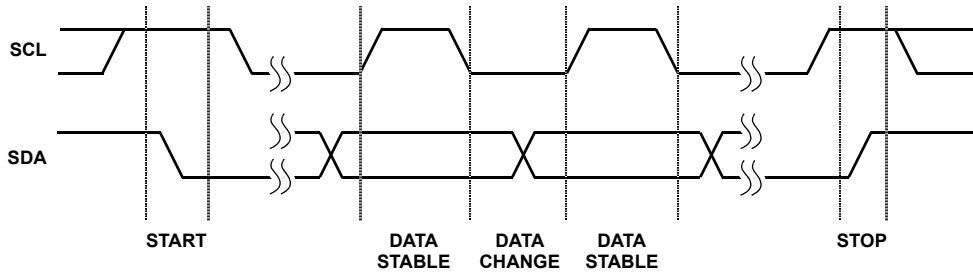 SCL
SDA
START
DATA
STABLE
DATA
CHANGE
DATA
STABLE
STOP